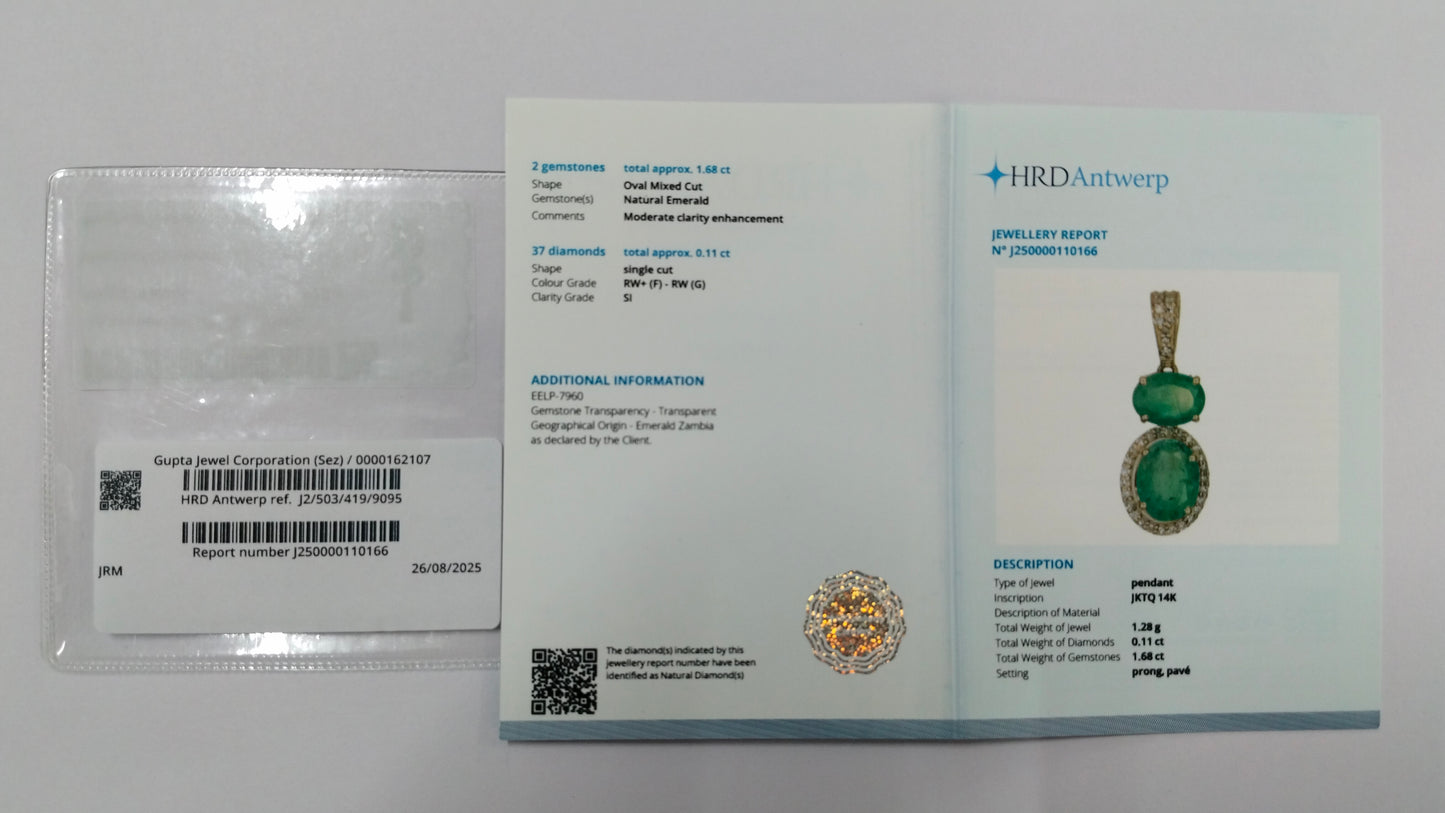 Gupta Jewel Corporation (Sez) / 0000162107
HRD Antwerp ref. J2/503/419/9095
Report number J250000110166
JRM
26/08/2025
2 gemstones total approx. 1.68 ct
Shape Oval Mixed Cut
Gemstone(s) Natural Emerald
Comments Moderate clarity enhancement
37 diamonds total approx. 0.11 ct
Shape single cut
Colour Grade RW+ (F) - RW (G)
Clarity Grade SI
ADDITIONAL INFORMATION
EELP-7960
Gemstone Transparency - Transparent
Geographical Origin - Emerald Zambia
as declared by the Client.
The diamond(s) indicated by this
jewellery report number have been
identified as Natural Diamond(s)
HRDAntwerp
JEWELLERY REPORT
N° J250000110166
DESCRIPTION
Type of Jewel pendant
Inscription JKTQ 14K
Description of Material
Total Weight of Jewel 1.28 g
Total Weight of Diamonds 0.11 ct
Total Weight of Gemstones 1.68 ct
Setting prong, pavé